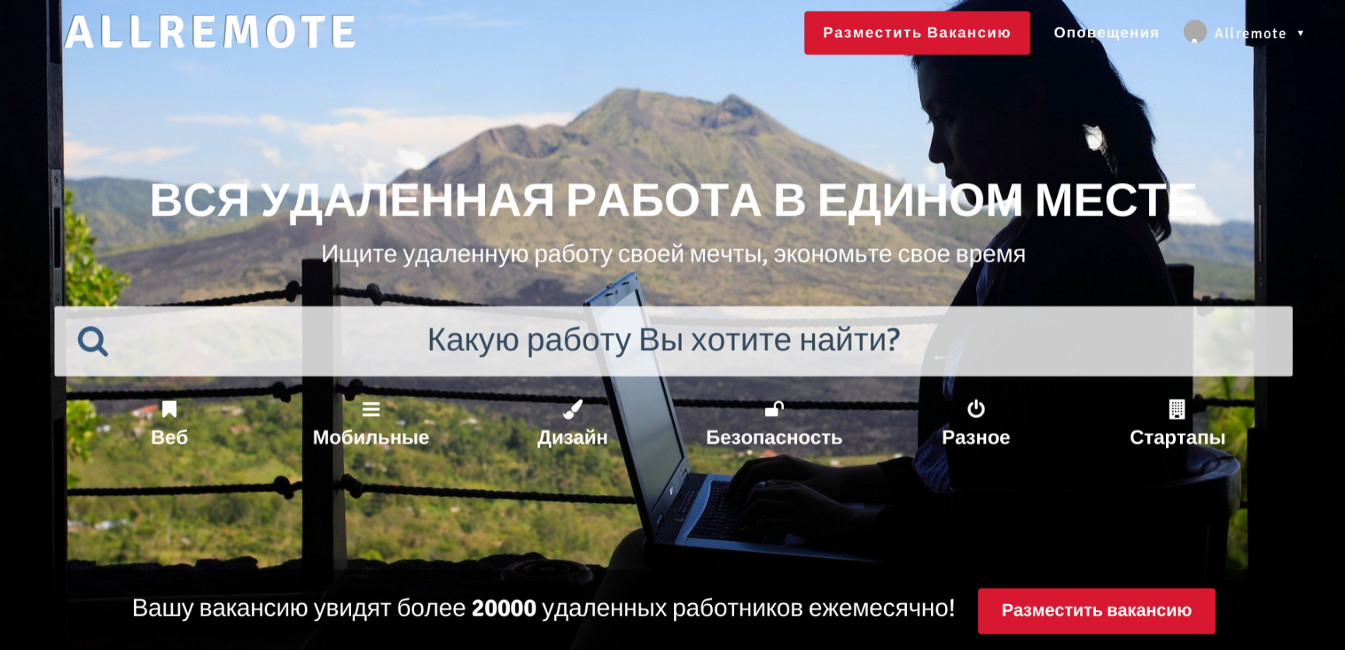 ALLREMOTE
Разместить Вакансию
Оповещения
Allremote
ВСЯ УДАЛЕННАЯ РАБОТА В ЕДИНОМ МЕСТЕ
Ищите удаленную работу своей мечты, экономьте свое время
Какую работу Вы хотите найти?
Веб
Мобильные
Дизайн
Безопасность
Разное
Стартапы
Вашу вакансию увидят более 20000 удаленных работников ежемесячно!
Разместить вакансию